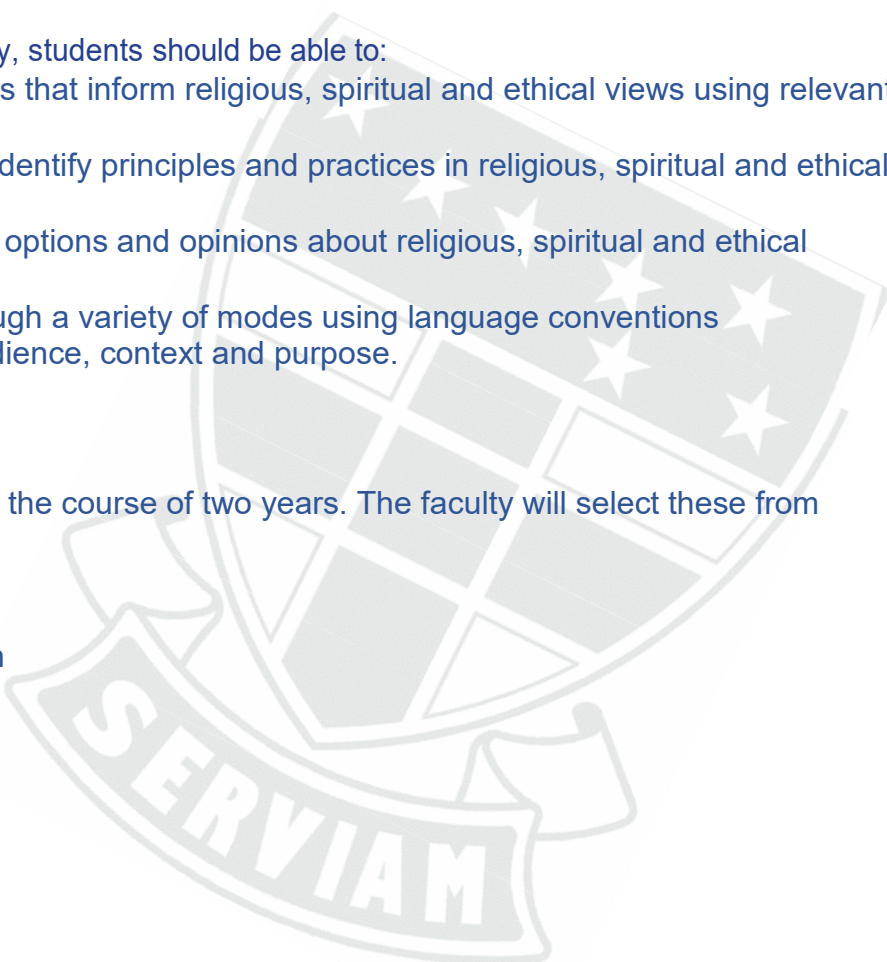 y, students should be able to:
s that inform religious, spiritual and ethical views using relevant
dentify principles and practices in religious, spiritual and ethical
options and opinions about religious, spiritual and ethical
ugh a variety of modes using language conventions
dience, context and purpose.
the course of two years. The faculty will select these from
n
SERVIAM